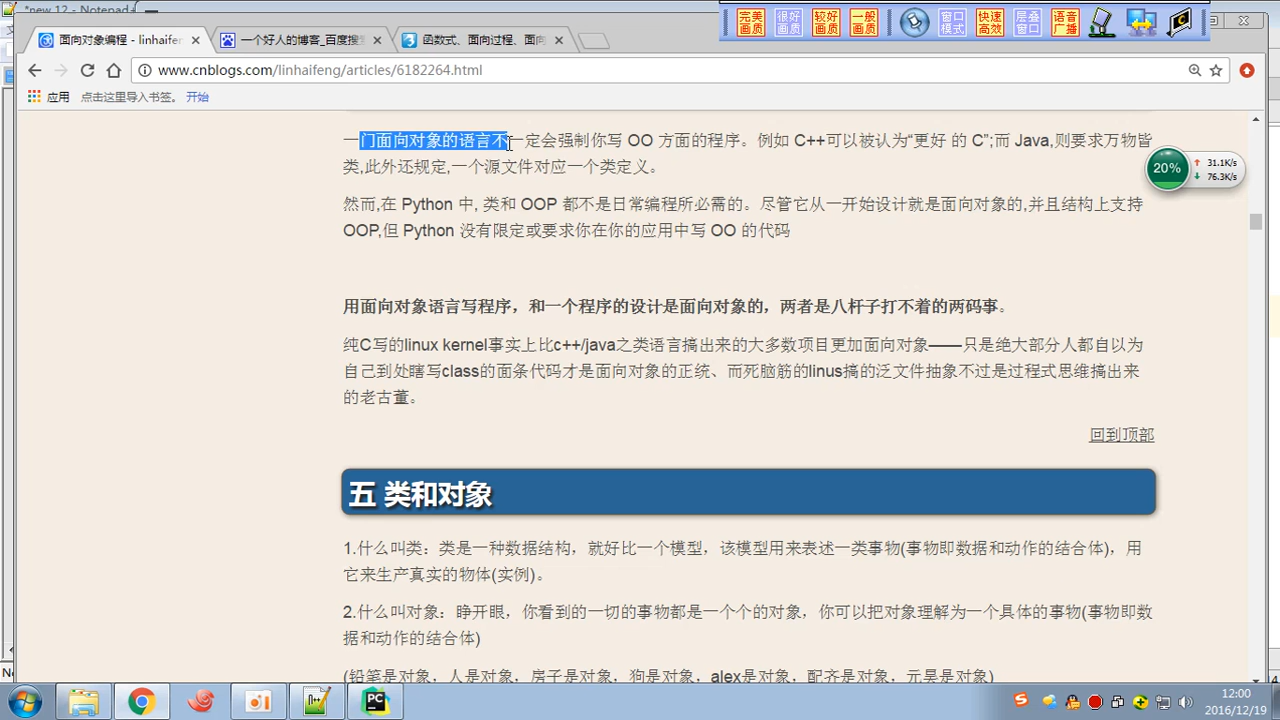 *new 12 - Notepad+
完美画质
很好画质
较好画质
一般画质
窗口模式
快速高效
层叠窗口
语音广播
面向对象编程 - linhaifer
一个好人的博客_百度搜
函数式、面向过程、面向
www.cnblogs.com/linhaifeng/articles/6182264.html
应用 点击这里导入书签。 开始
一门面向对象的语言不一定会强制你写 OO 方面的程序。例如 C++可以被认为“更好 的 C”;而 Java,则要求万物皆
类,此外还规定,一个源文件对应一个类定义。
20%
31.1K/s
76.3K/s
然而,在 Python 中, 类和 OOP 都不是日常编程所必需的。尽管它从一开始设计就是面向对象的,并且结构上支持
OOP,但 Python 没有限定或要求你在你的应用中写 OO 的代码
用面向对象语言写程序，和一个程序的设计是面向对象的，两者是八杆子打不着的两码事。
纯C写的linux kernel事实上比c++/java之类语言搞出来的大多数项目更加面向对象——只是绝大部分人都自以为
自己到处瞎写class的面条代码才是面向对象的正统、而死脑筋的linus搞的泛文件抽象不过是过程式思维搞出来
的老古董。
回到顶部
五 类和对象
1.什么叫类：类是一种数据结构，就好比一个模型，该模型用来表述一类事物(事物即数据和动作的结合体)，用
它来生产真实的物体(实例)。
2.什么叫对象：睁开眼，你看到的一切的事物都是一个个的对象，你可以把对象理解为一个具体的事物(事物即数
据和动作的结合体)
(铅笔是对象，人是对象，房子是对象，狗是对象，alex是对象，配齐是对象，元昊是对象)
12:00
2016/12/19